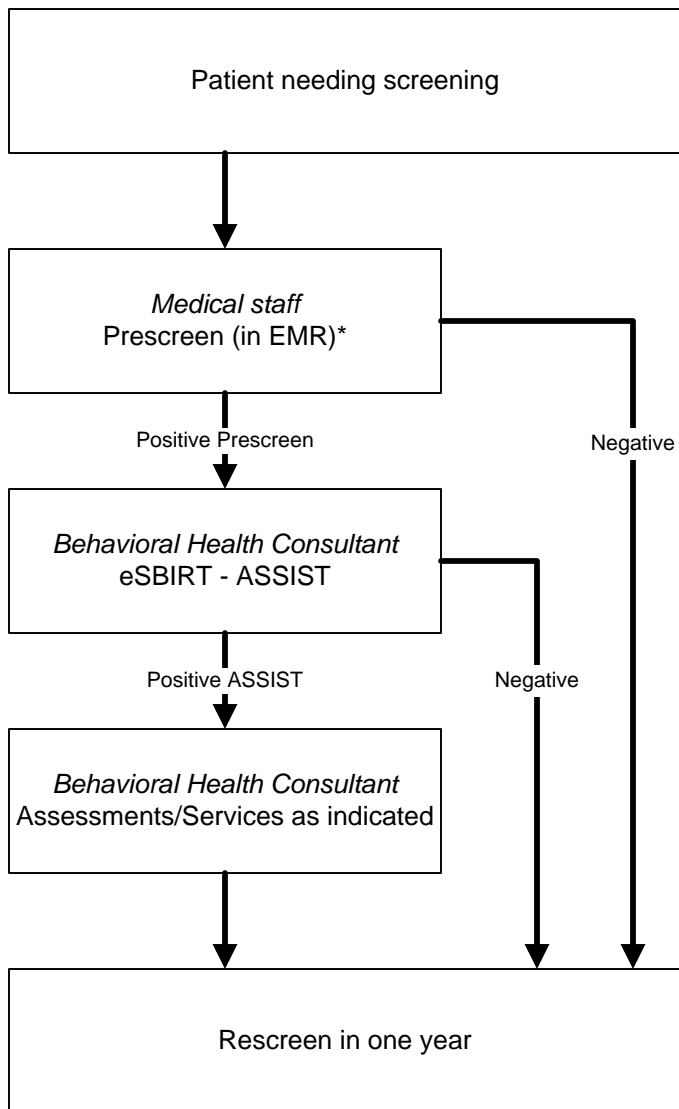 Patient needing screening
Medical staff
Prescreen (in EMR)*
Positive Prescreen
Negative
Behavioral Health Consultant
eSBIRT - ASSIST
Positive ASSIST
Negative
Behavioral Health Consultant
Assessments/Services as indicated
Rescreen in one year